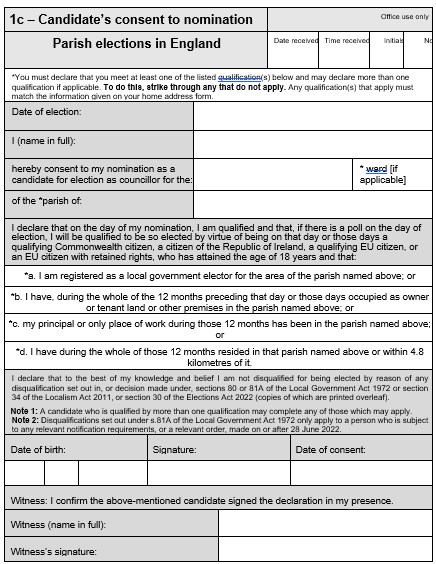 1c – Candidate's consent to nomination
Office use only
Parish elections in England
Date received
Time received
Initials
No
*You must declare that you meet at least one of the listed qualification(s) below and may declare more than one
qualification if applicable. To do this, strike through any that do not apply. Any qualification(s) that apply must
match the information given on your home address form.
Date of election:
I (name in full):
hereby consent to my nomination as a
candidate for election as councillor for the:
* ward [if
applicable]
of the *parish of:
I declare that on the day of my nomination, I am qualified and that, if there is a poll on the day of
election, I will be qualified to be so elected by virtue of being on that day or those days a
qualifying Commonwealth citizen, a citizen of the Republic of Ireland, a qualifying EU citizen, or
an EU citizen with retained rights, who has attained the age of 18 years and that:
*a. I am registered as a local government elector for the area of the parish named above; or
*b. I have, during the whole of the 12 months preceding that day or those days occupied as owner
or tenant land or other premises in the parish named above; or
*c. my principal or only place of work during those 12 months has been in the parish named above;
or
*d. I have during the whole of those 12 months resided in that parish named above or within 4.8
kilometres of it.
I declare that to the best of my knowledge and belief I am not disqualified for being elected by reason of any
disqualification set out in, or decision made under, sections 80 or 81A of the Local Government Act 1972 or section
34 of the Localism Act 2011, or section 30 of the Elections Act 2022 (copies of which are printed overleaf).
Note 1: A candidate who is qualified by more than one qualification may complete any of those which may apply.
Note 2: Disqualifications set out under s.81A of the Local Government Act 1972 only apply to a person who is subject
to any relevant notification requirements, or a relevant order, made on or after 28 June 2022.
Date of birth:
Signature:
Date of consent:
Witness: I confirm the above-mentioned candidate signed the declaration in my presence.
Witness (name in full):
Witness's signature: